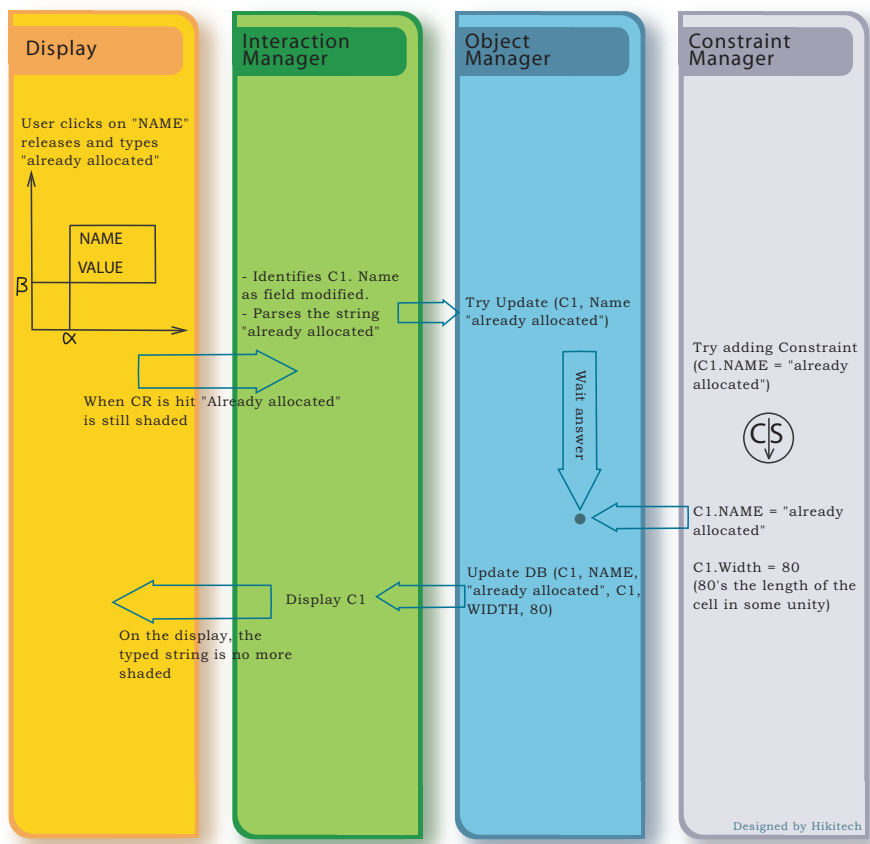 Display
Interaction
Manager
Object
Manager
Constraint
Manager
User clicks on "NAME"
releases and types
"already allocated"
NAME
VALUE
β
α
When CR is hit "Already allocated"
is still shaded
- Identifies C1. Name
as field modified.
- Parses the string
"already allocated"
Try Update (C1, Name
"already allocated")
Wait answer
Try adding Constraint
(C1.NAME = "already
allocated")
CS
C1.NAME = "already
allocated"
C1.Width = 80
(80's the length of the
cell in some unity)
Update DB (C1, NAME,
"already allocated", C1,
WIDTH, 80)
Display C1
On the display, the
typed string is no more
shaded
Designed by Hikitech